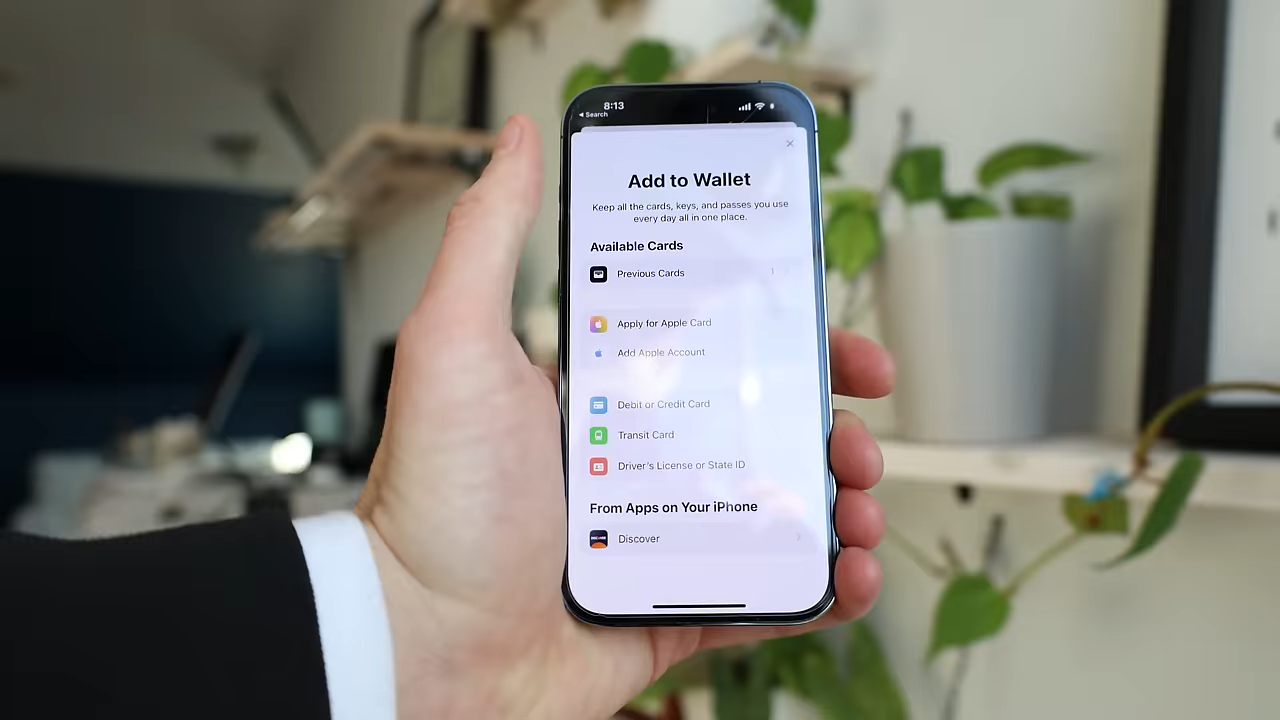 8:13
◀ Search
Add to Wallet
Keep all the cards, keys, and passes you use
every day all in one place.
Available Cards
Previous Cards 1
Apply for Apple Card
Add Apple Account
Debit or Credit Card
Transit Card
Driver's License or State ID
From Apps on Your iPhone
DISCOVER
Discover